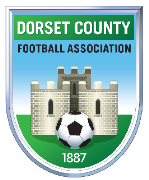 DORSET COUNTY
FOOTBALL ASSOCIATION
1887